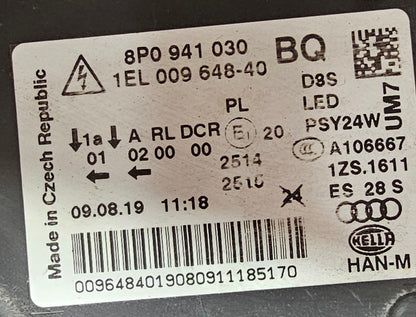 Made in Czech Republic
8P0 941 030 BQ
1EL 009 648-40
D8S
LED
PSY24W
UM7
PL
1a A RL DCR E1 20
01 02 00 00
2514
A106667
1ZS.1611
ES 28 S
09.08.19 11:18
HELLA
HAN-M
0096484019080911185170